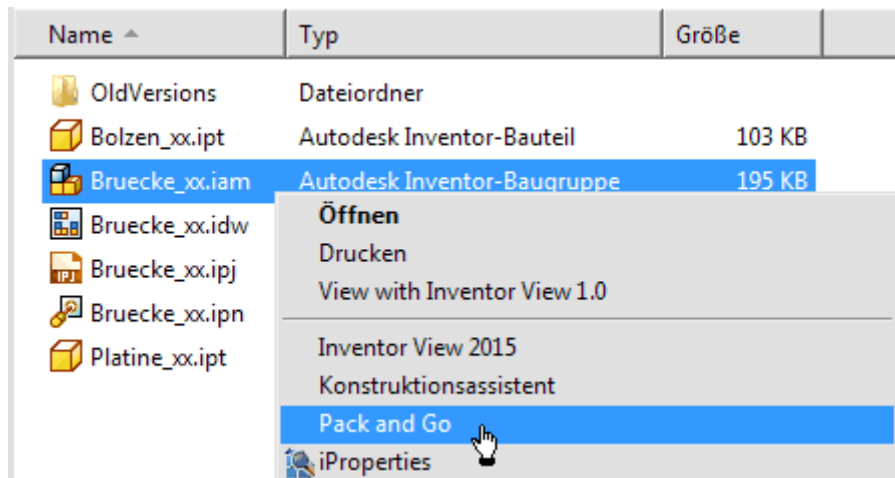 Name Typ Größe
OldVersions Dateiordner
Bolzen_xx.ipt Autodesk Inventor-Bauteil 103 KB
Bruecke_xx.iam Autodesk Inventor-Baugruppe 195 KB
Bruecke_xx.idw
Bruecke_xx.ipj
Bruecke_xx.ipn
Platine_xx.ipt
Öffnen
Drucken
View with Inventor View 1.0
Inventor View 2015
Konstruktionsassistent
Pack and Go
iProperties